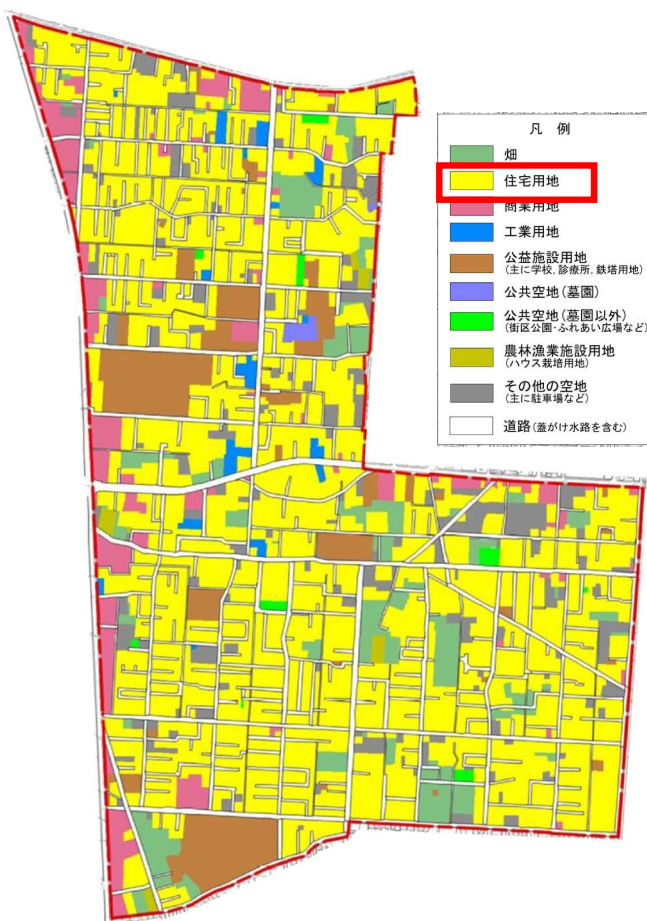 凡 例
畑
住宅用地
商業用地
工業用地
公益施設用地
(主に学校,診療所,鉄塔用地)
公共空地(墓園)
公共空地(墓園以外)
(街区公園・ふれあい広場など)
農林漁業施設用地
(ハウス栽培用地)
その他の空地
(主に駐車場など)
道路(蓋がけ水路を含む)